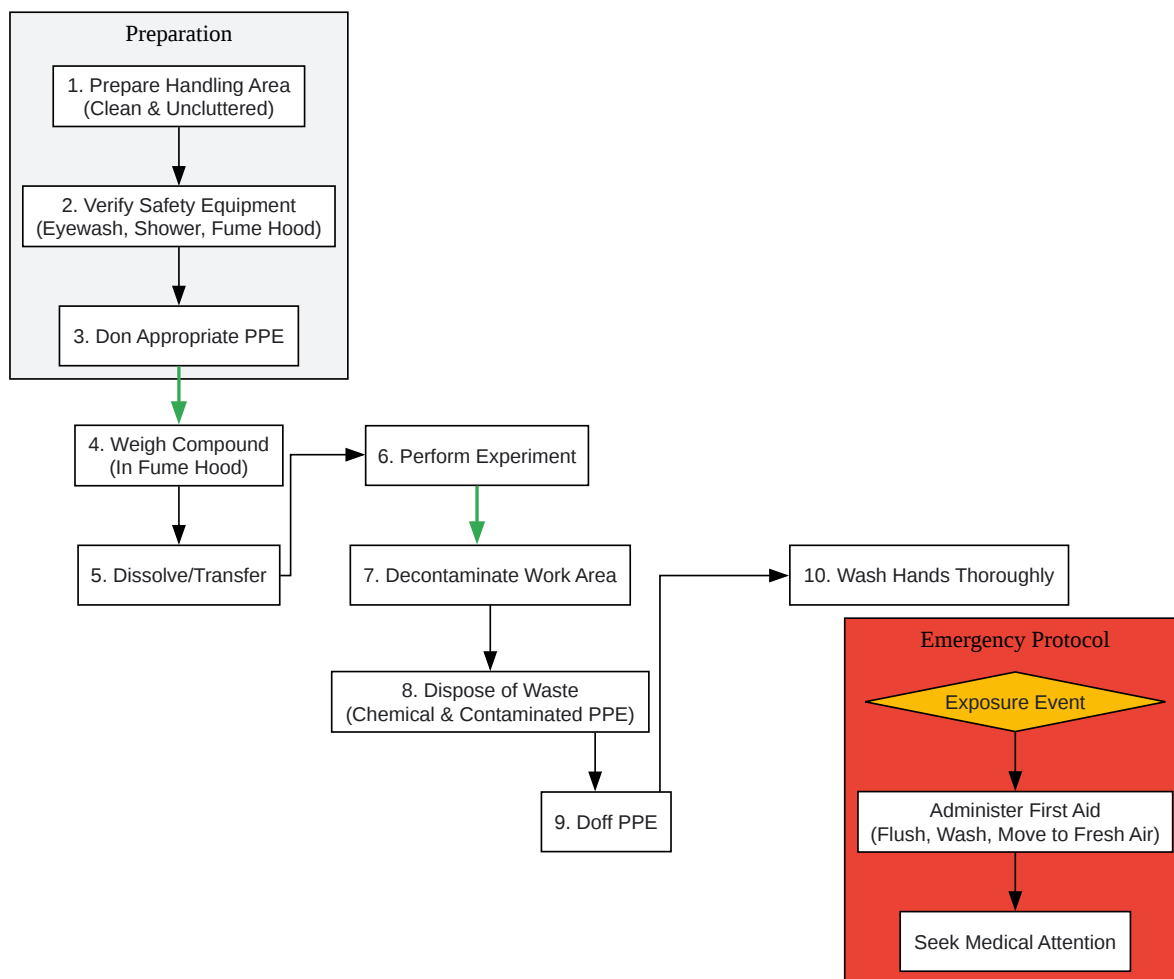 Preparation
1. Prepare Handling Area
(Clean & Uncluttered)
2. Verify Safety Equipment
(Eyewash, Shower, Fume Hood)
3. Don Appropriate PPE
4. Weigh Compound
(In Fume Hood)
5. Dissolve/Transfer
6. Perform Experiment
7. Decontaminate Work Area
8. Dispose of Waste
(Chemical & Contaminated PPE)
9. Doff PPE
10. Wash Hands Thoroughly
Emergency Protocol
Exposure Event
Administer First Aid
(Flush, Wash, Move to Fresh Air)
Seek Medical Attention